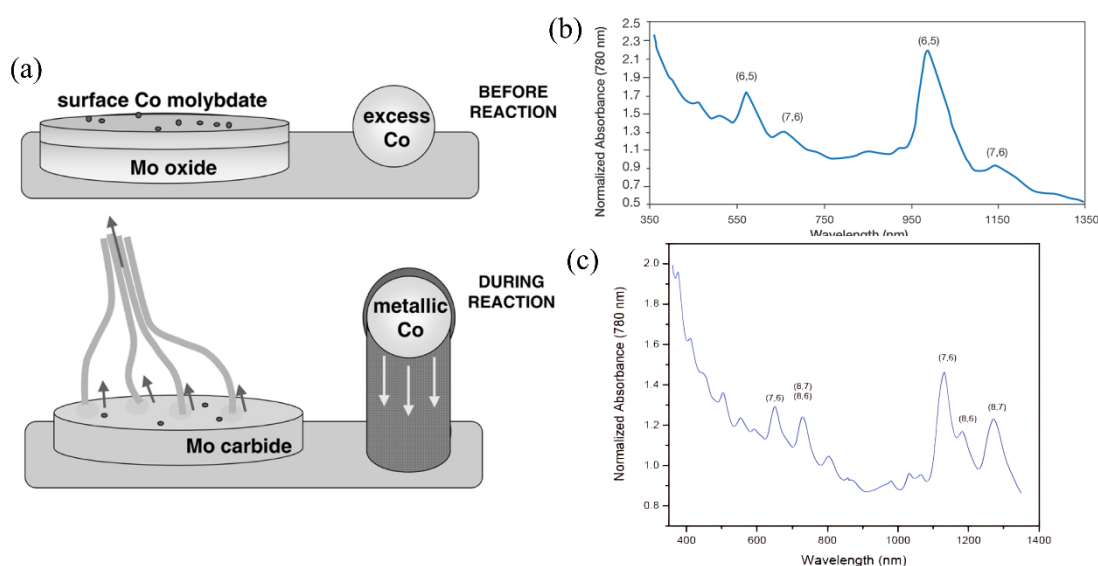 (a)
surface Co molybdate
Mo oxide
excess
Co
BEFORE
REACTION
Mo carbide
metallic
Co
DURING
REACTION
(b)
Normalized Absorbance (780 nm)
2.5
2.3
2.1
1.9
1.7
1.5
1.3
1.1
0.9
0.7
0.5
(6,5)
(7,6)
(6,5)
(7,6)
350
550
750
950
1150
1350
Wavelength (nm)
(c)
Normalized Absorbance (780 nm)
2.0
1.8
1.6
1.4
1.2
1.0
0.8
(7,6)
(8,7)
(8,6)
(7,6)
(8,6)
(8,7)
400
600
800
1000
1200
1400
Wavelength (nm)